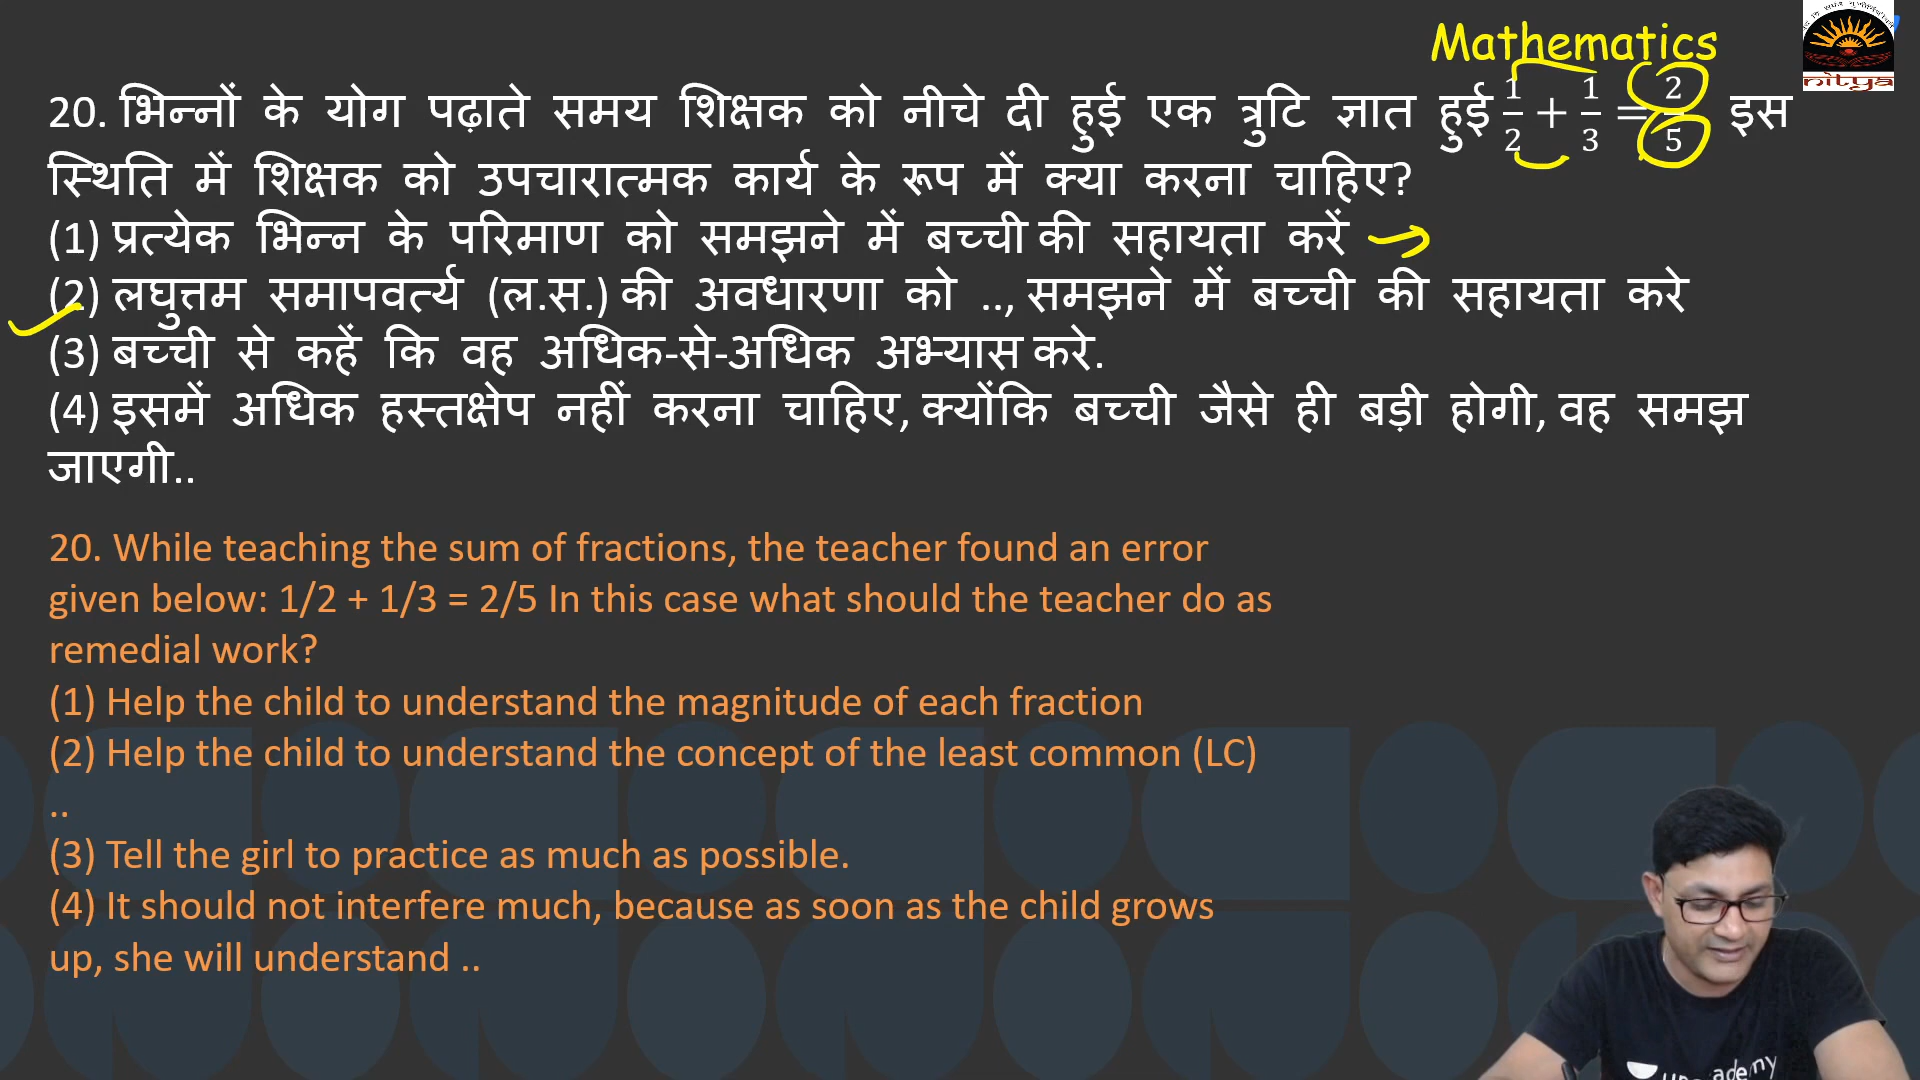 Mathematics
nitya
20. भिन्नों के योग पढ़ाते समय शिक्षक को नीचे दी हुई एक त्रुटि ज्ञात हुई 1/2 + 1/3 = 2/5 इस
स्थिति में शिक्षक को उपचारात्मक कार्य के रूप में क्या करना चाहिए?
(1) प्रत्येक भिन्न के परिमाण को समझने में बच्ची की सहायता करें
(2) लघुत्तम समापवर्त्य (ल.स.) की अवधारणा को .., समझने में बच्ची की सहायता करे
(3) बच्ची से कहें कि वह अधिक-से-अधिक अभ्यास करे.
(4) इसमें अधिक हस्तक्षेप नहीं करना चाहिए, क्योंकि बच्ची जैसे ही बड़ी होगी, वह समझ
जाएगी..
20. While teaching the sum of fractions, the teacher found an error
given below: 1/2 + 1/3 = 2/5 In this case what should the teacher do as
remedial work?
(1) Help the child to understand the magnitude of each fraction
(2) Help the child to understand the concept of the least common (LC)
..
(3) Tell the girl to practice as much as possible.
(4) It should not interfere much, because as soon as the child grows
up, she will understand ..